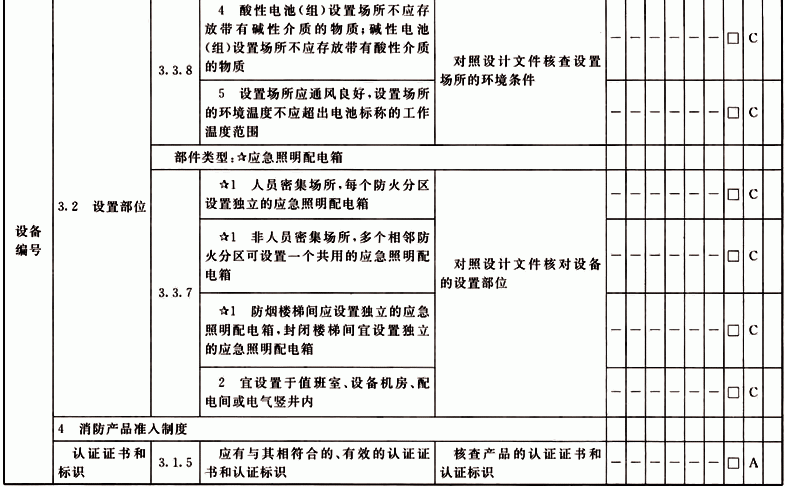 4 酸性电池(组)设置场所不应存
放带有碱性介质的物质;碱性电池
(组)设置场所不应存放带有酸性介质
的物质
3.3.8
对照设计文件核查设置
场所的环境条件
— — — — — — □ C
5 设置场所应通风良好,设置场所
的环境温度不应超出电池标称的工作
温度范围
— — — — — — □ C
部件类型:☆应急照明配电箱
设备
编号
3.2 设置部位
3.3.7
☆1 人员密集场所,每个防火分区
设置独立的应急照明配电箱
— — — — — — □ C
☆1 非人员密集场所,多个相邻防
火分区可设置一个共用的应急照明配
电箱
对照设计文件核对设备
的设置部位
— — — — — — □ C
☆1 防烟楼梯间应设置独立的应急
照明配电箱,封闭楼梯间宜设置独立
的应急照明配电箱
— — — — — — □ C
2 宜设置于值班室、设备机房、配
电间或电气竖井内
— — — — — — □ C
4 消防产品准入制度
认证证书和
标识
3.1.5
应有与其相符合的、有效的认证证
书和认证标识
核查产品的认证证书和
认证标识
— — — — — — □ A